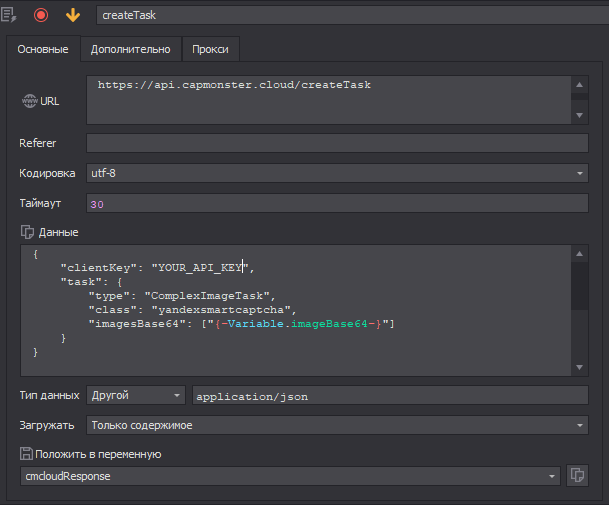 createTask
Основные Дополнительно Прокси
www URL https://api.capmonster.cloud/createTask
Referer
Кодировка utf-8
Таймаут 30
Данные
{
"clientKey": "YOUR_API_KEY",
"task": {
"type": "ComplexImageTask",
"class": "yandexsmartcaptcha",
"imagesBase64": ["{-Variable.imageBase64-}"]
}
}
Тип данных Другой application/json
Загружать Только содержимое
Положить в переменную
cmcloudResponse